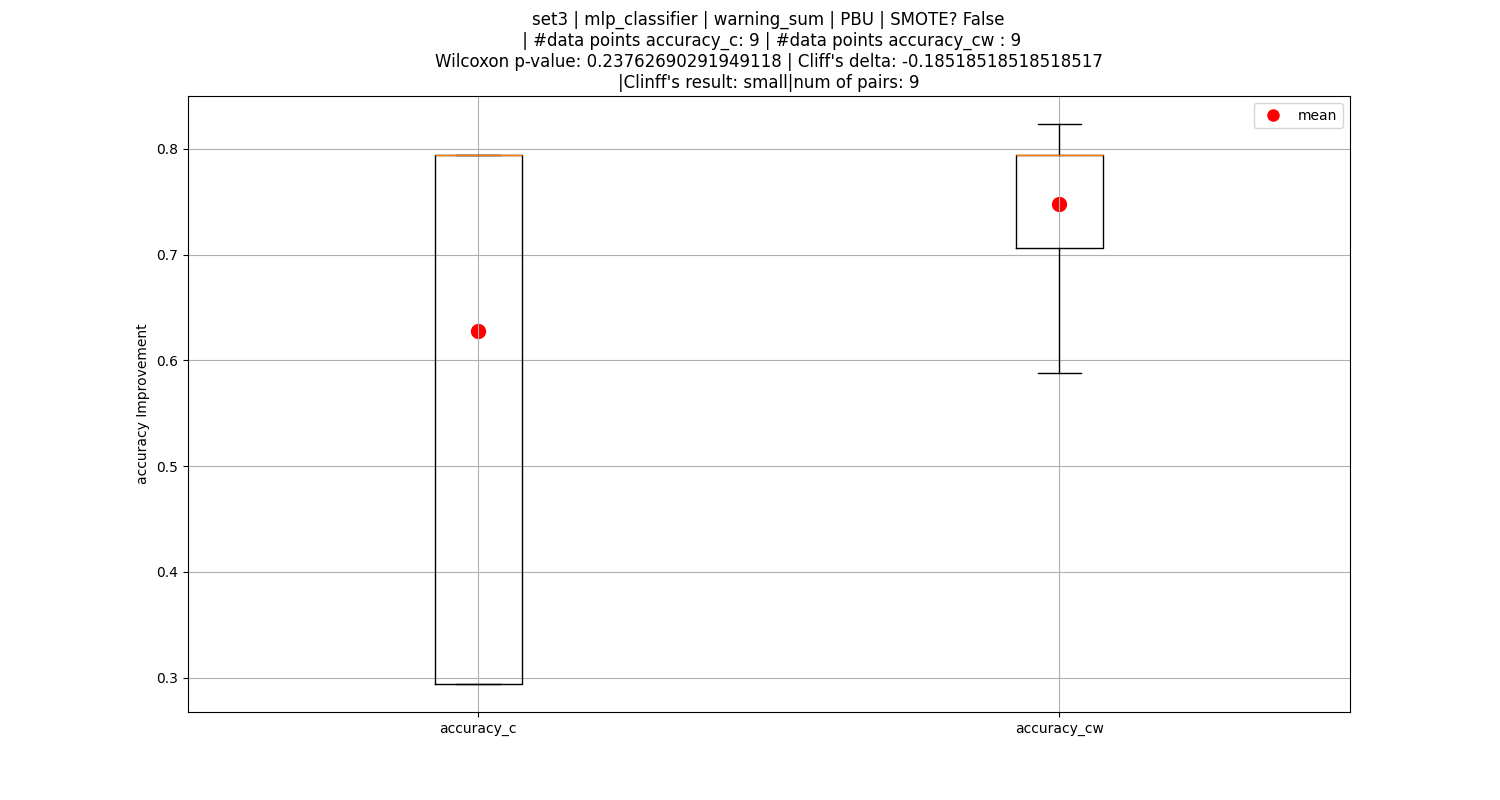 set3 | mlp_classifier | warning_sum | PBU | SMOTE? False
| #data points accuracy_c: 9 | #data points accuracy_cw : 9
Wilcoxon p-value: 0.23762690291949118 | Cliff's delta: -0.18518518518518517
|Clinff's result: small|num of pairs: 9
mean
0.8
0.7
0.6
0.5
0.4
0.3
accuracy Improvement
accuracy_c
accuracy_cw